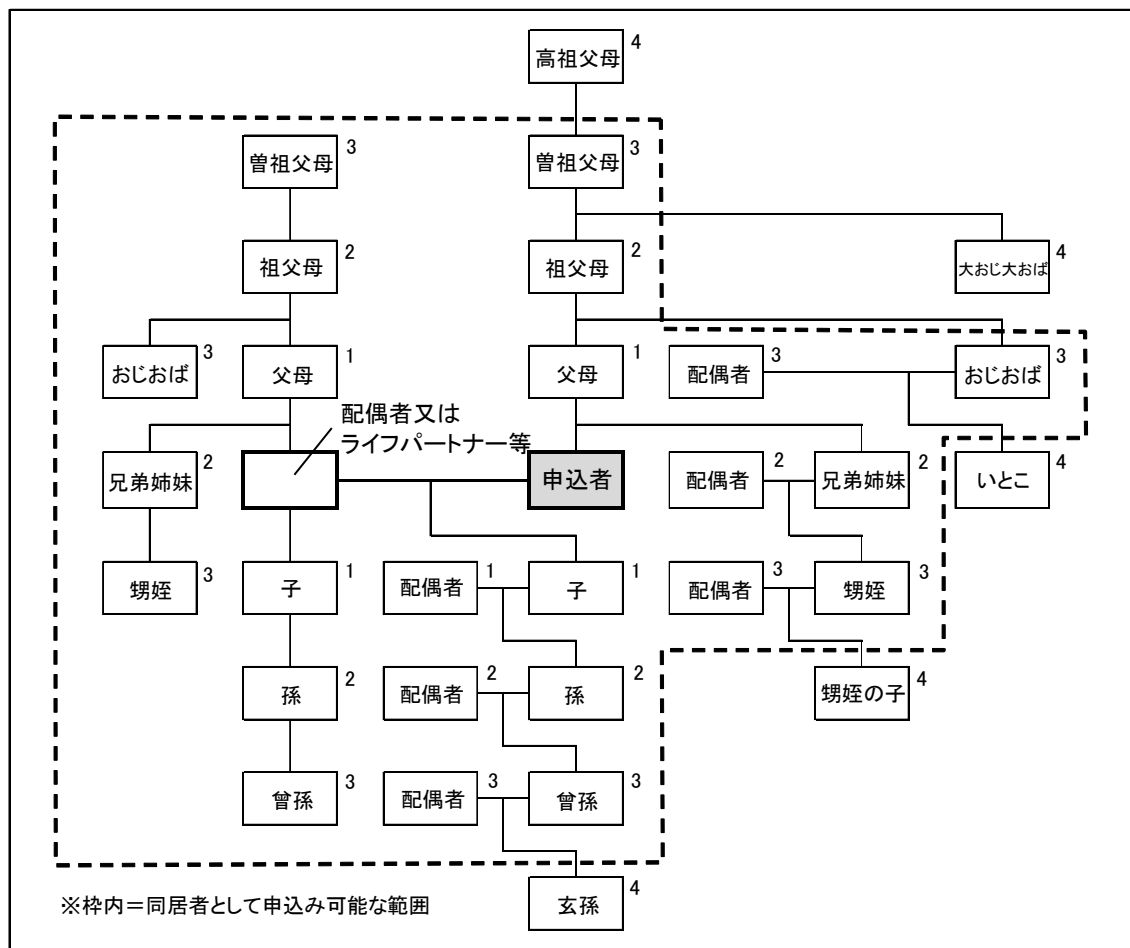 高祖父母 4
曽祖父母 3
曽祖父母 3
祖父母 2
祖父母 2
大おじ大おば 4
おじおば 3
父母 1
父母 1
配偶者 3
おじおば 3
配偶者又は
ライフパートナー等
兄弟姉妹 2
申込者
配偶者 2
兄弟姉妹 2
いとこ 4
甥姪 3
子 1
配偶者 1
子 1
配偶者 3
甥姪 3
孫 2
配偶者 2
孫 2
甥姪の子 4
曾孫 3
配偶者 3
曾孫 3
※枠内=同居者として申込み可能な範囲
玄孫 4